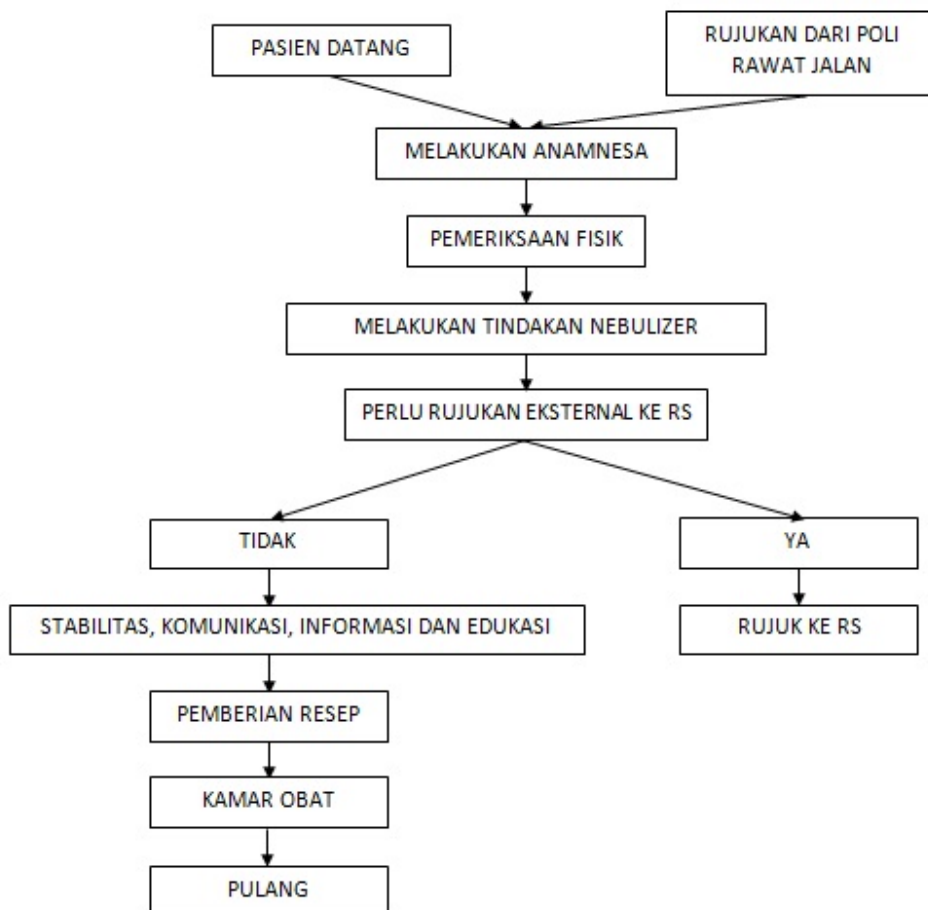 PASIEN DATANG
RUJUKAN DARI POLI
RAWAT JALAN
MELAKUKAN ANAMNESA
PEMERIKSAAN FISIK
MELAKUKAN TINDAKAN NEBULIZER
PERLU RUJUKAN EKSTERNAL KE RS
TIDAK
YA
STABILITAS, KOMUNIKASI, INFORMASI DAN EDUKASI
RUJUK KE RS
PEMBERIAN RESEP
KAMAR OBAT
PULANG